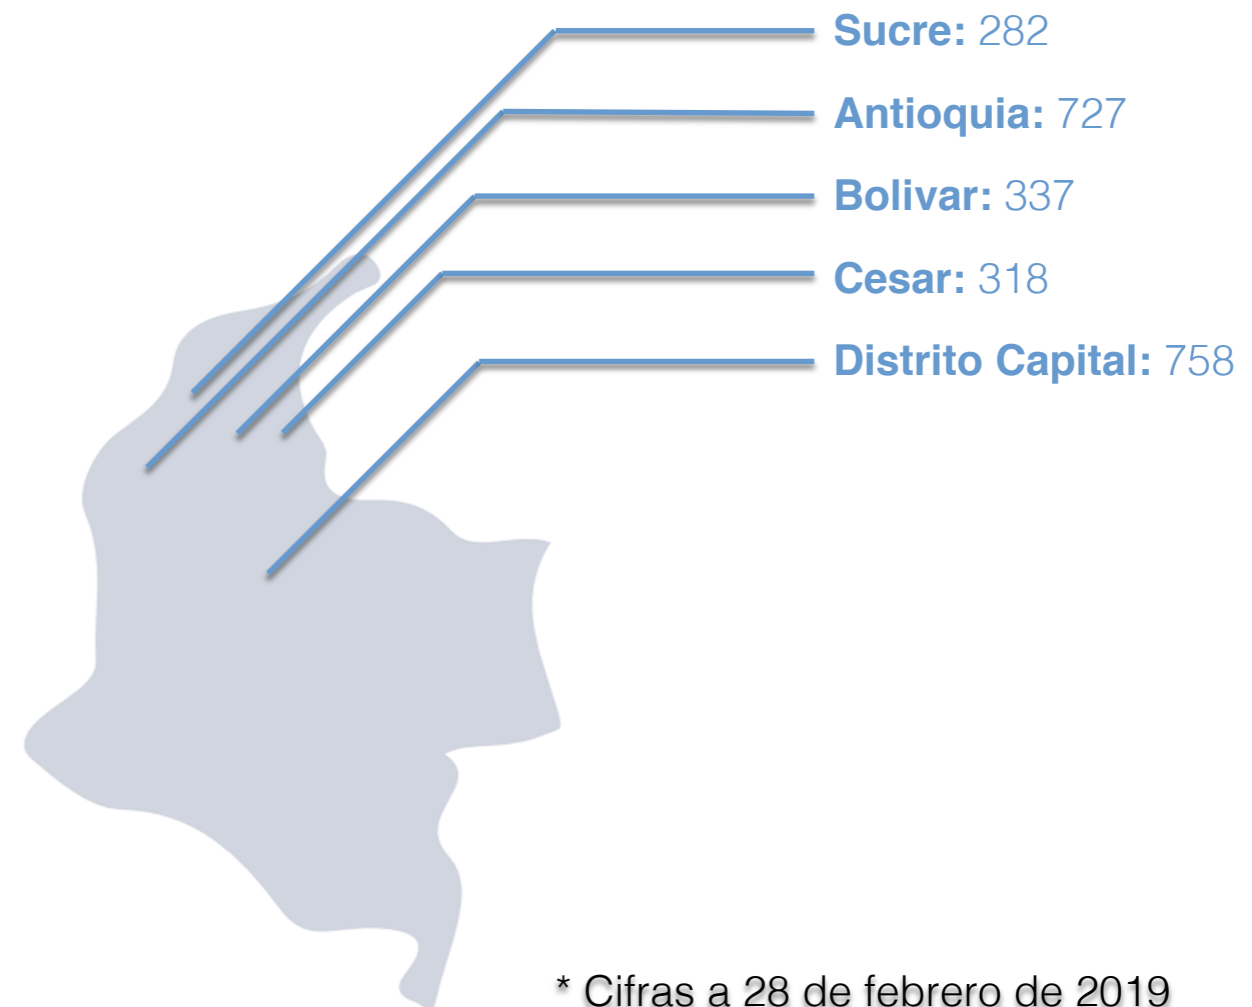 Sucre: 282
Antioquia: 727
Bolivar: 337
Cesar: 318
Distrito Capital: 758
* Cifras a 28 de febrero de 2019